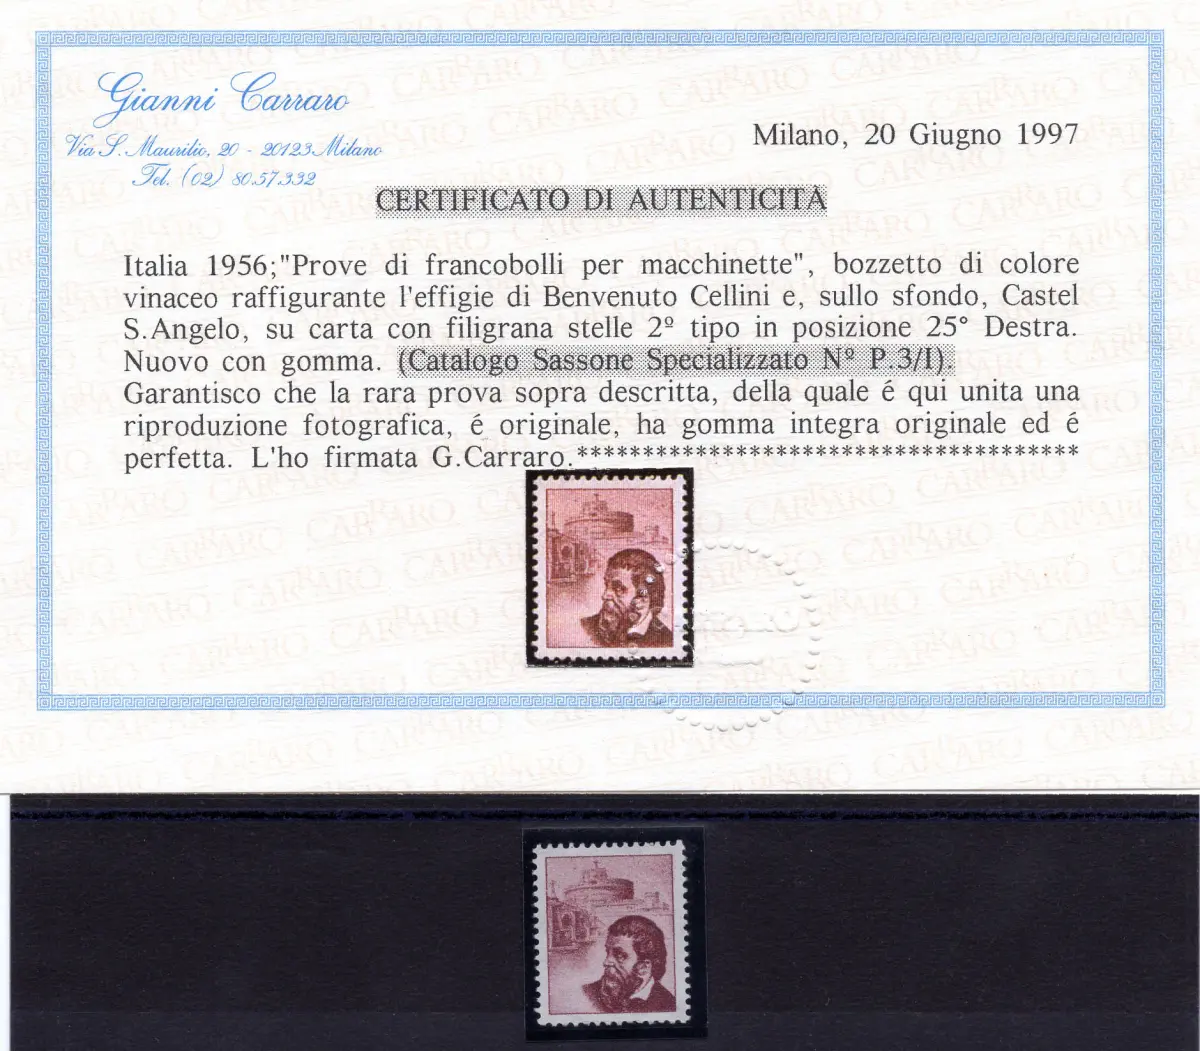 Gianni Carraro
Via S. Maurilio, 20 - 20123 Milano
Tel. (02) 80.57.332
Milano, 20 Giugno 1997
CERTIFICATO DI AUTENTICITÀ
Italia 1956;"Prove di francobolli per macchinette", bozzetto di colore
vinaceo raffigurante l'effigie di Benvenuto Cellini e, sullo sfondo, Castel
S.Angelo, su carta con filigrana stelle 2º tipo in posizione 25° Destra.
Nuovo con gomma. (Catalogo Sassone Specializzato Nº P.3/I).
Garantisco che la rara prova sopra descritta, della quale é qui unita una
riproduzione fotografica, é originale, ha gomma integra originale ed é
perfetta. L'ho firmata G.Carraro.**************************************